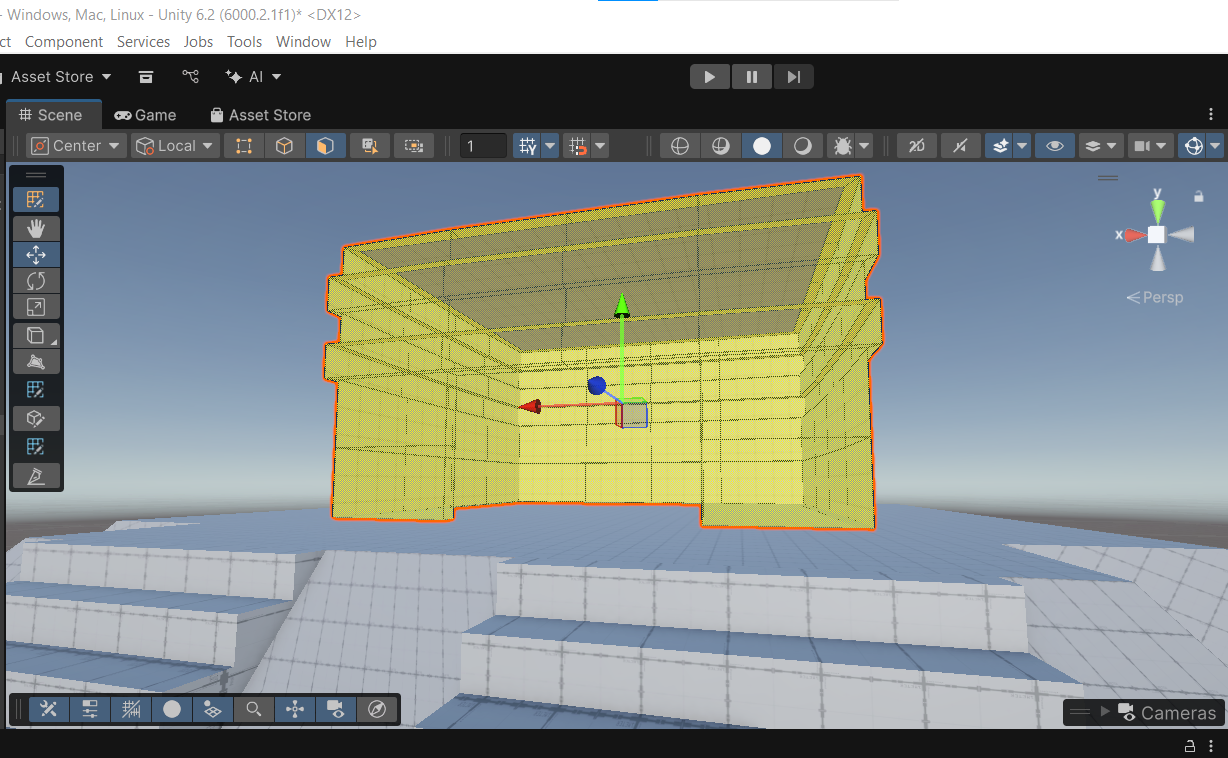 - Windows, Mac, Linux - Unity 6.2 (6000.2.1f1)* <DX12>
ct Component Services Jobs Tools Window Help
Asset Store AI
Scene Game Asset Store
Center Local 1 2D
y
x
Persp
Cameras